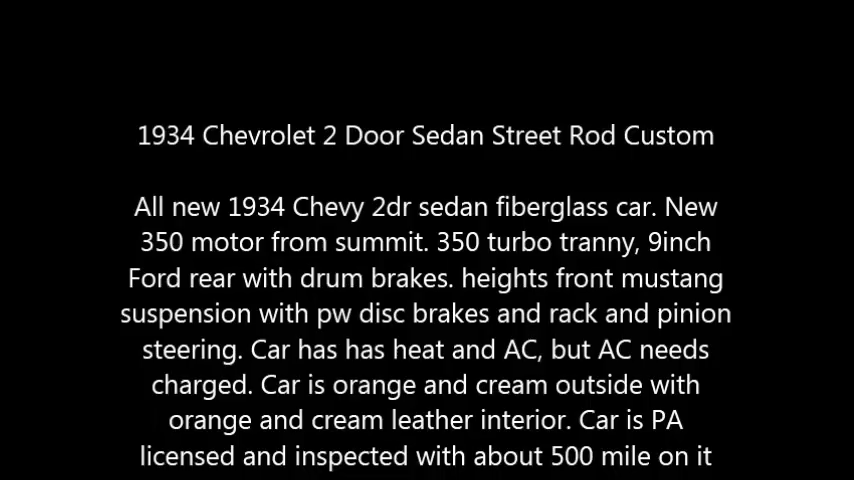 1934 Chevrolet 2 Door Sedan Street Rod Custom
All new 1934 Chevy 2dr sedan fiberglass car. New
350 motor from summit. 350 turbo tranny, 9inch
Ford rear with drum brakes. heights front mustang
suspension with pw disc brakes and rack and pinion
steering. Car has has heat and AC, but AC needs
charged. Car is orange and cream outside with
orange and cream leather interior. Car is PA
licensed and inspected with about 500 mile on it